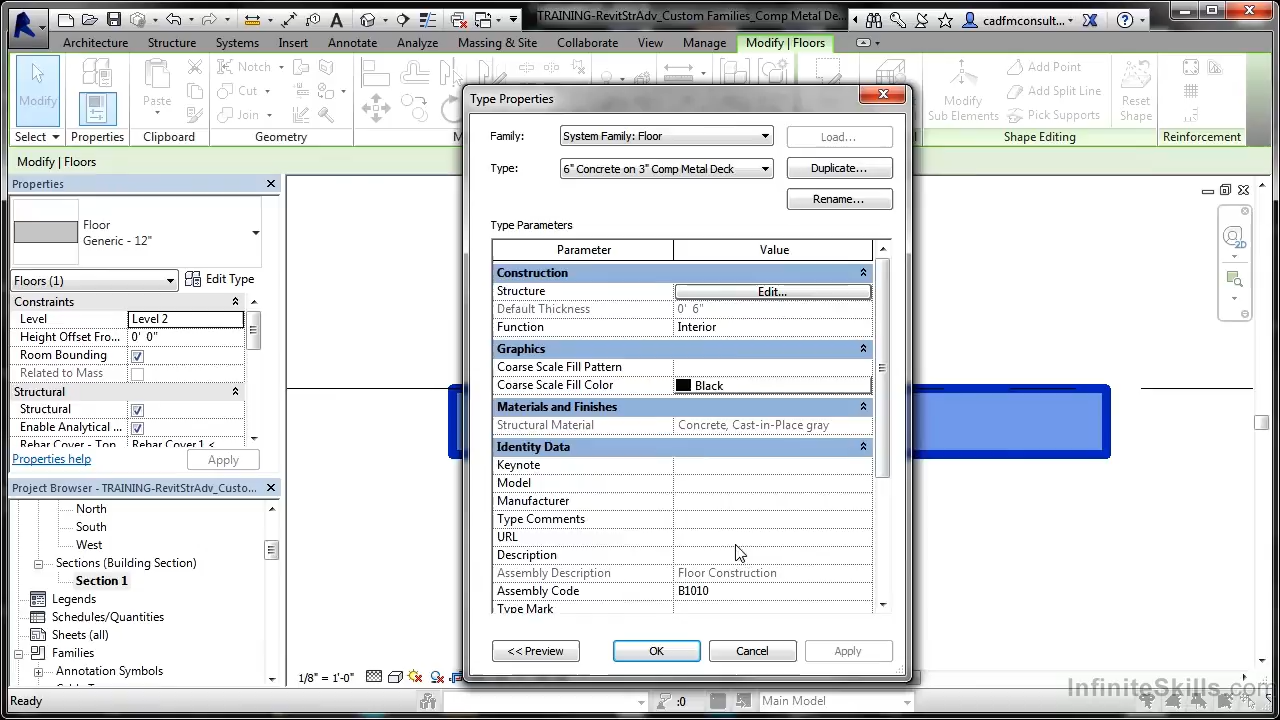 TRAINING-RevitStrAdv_Custom Families_Comp Metal De...
cadfmconsult...
Architecture Structure Systems Insert Annotate Analyze Massing & Site Collaborate View Manage Modify | Floors
Modify
Properties
Paste
Notch
Cut
Join
Modify
Sub Elements
Add Point
Add Split Line
Pick Supports
Reset
Shape
Select Properties Clipboard Geometry Shape Editing Reinforcement
Modify | Floors
Properties
Floor
Generic - 12"
Floors (1)
Edit Type
Constraints
Level Level 2
Height Offset Fro... 0' 0"
Room Bounding
Related to Mass
Structural
Structural
Enable Analytical ...
Rebar Cover - Top Rebar Cover 1 <
Properties help
Apply
Project Browser - TRAINING-RevitStrAdv_Custo...
North
South
West
Sections (Building Section)
Section 1
Legends
Schedules/Quantities
Sheets (all)
Families
Annotation Symbols
Type Properties
Family: System Family: Floor Load...
Type: 6" Concrete on 3" Comp Metal Deck Duplicate...
Rename...
Type Parameters
Parameter Value
Construction
Structure Edit...
Default Thickness 0' 6"
Function Interior
Graphics
Coarse Scale Fill Pattern
Coarse Scale Fill Color Black
Materials and Finishes
Structural Material Concrete, Cast-in-Place gray
Identity Data
Keynote
Model
Manufacturer
Type Comments
URL
Description
Assembly Description Floor Construction
Assembly Code B1010
Type Mark
<< Preview OK Cancel Apply
2D
1/8" = 1'-0"
Ready
:0
Main Model
InfiniteSkills.com